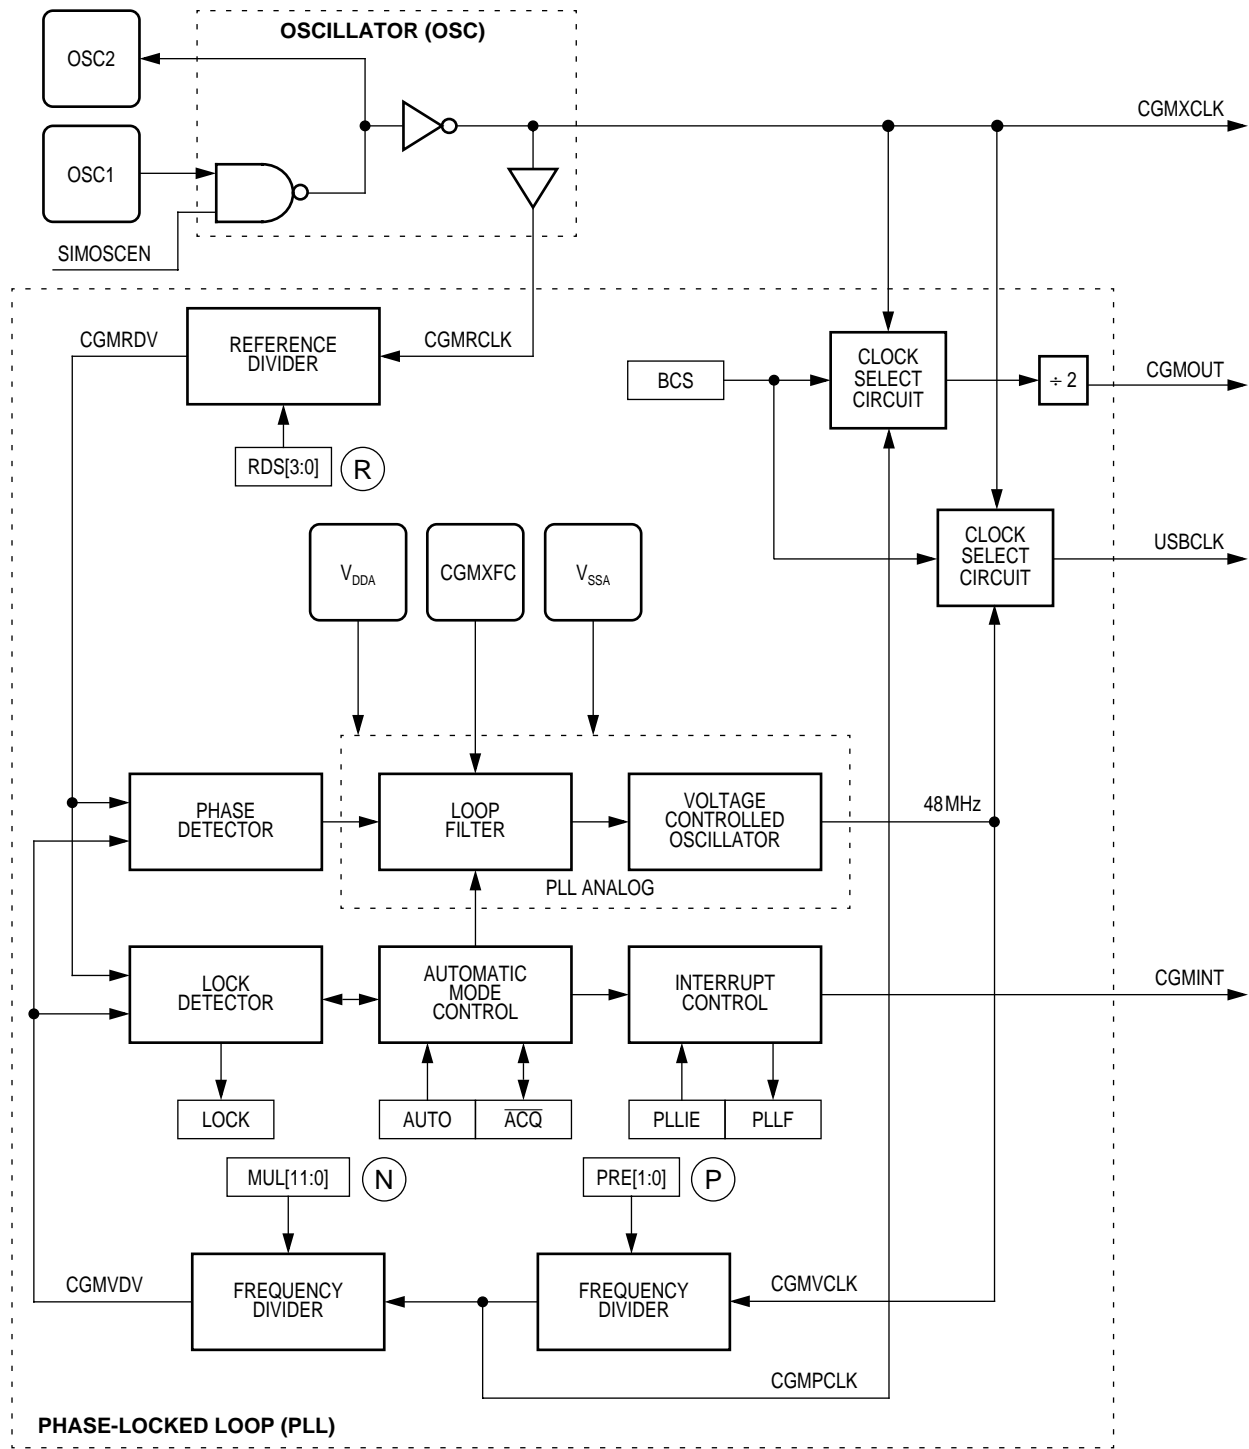 OSCILLATOR (OSC)
OSC2
CGMXCLK
OSC1
SIMOSCEN
CGMRDV
REFERENCE
DIVIDER
CGMRCLK
CLOCK
SELECT
CIRCUIT
BCS
÷ 2
CGMOUT
RDS[3:0]
R
CLOCK
SELECT
CIRCUIT
USBCLK
VDDA
CGMXFC
VSSA
PHASE
DETECTOR
LOOP
FILTER
VOLTAGE
CONTROLLED
OSCILLATOR
48MHz
PLL ANALOG
LOCK
DETECTOR
AUTOMATIC
MODE
CONTROL
INTERRUPT
CONTROL
CGMINT
LOCK
AUTO
ACQ
PLLIE
PLLF
MUL[11:0]
N
PRE[1:0]
P
CGMVDV
FREQUENCY
DIVIDER
FREQUENCY
DIVIDER
CGMVCLK
CGMPCLK
PHASE-LOCKED LOOP (PLL)